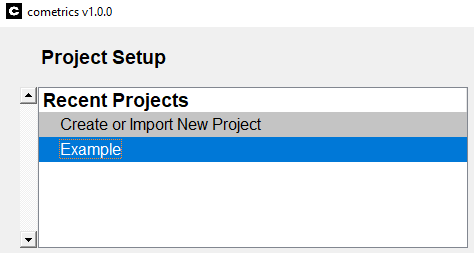 C cometrics v1.0.0
Project Setup
Recent Projects
Create or Import New Project
Example